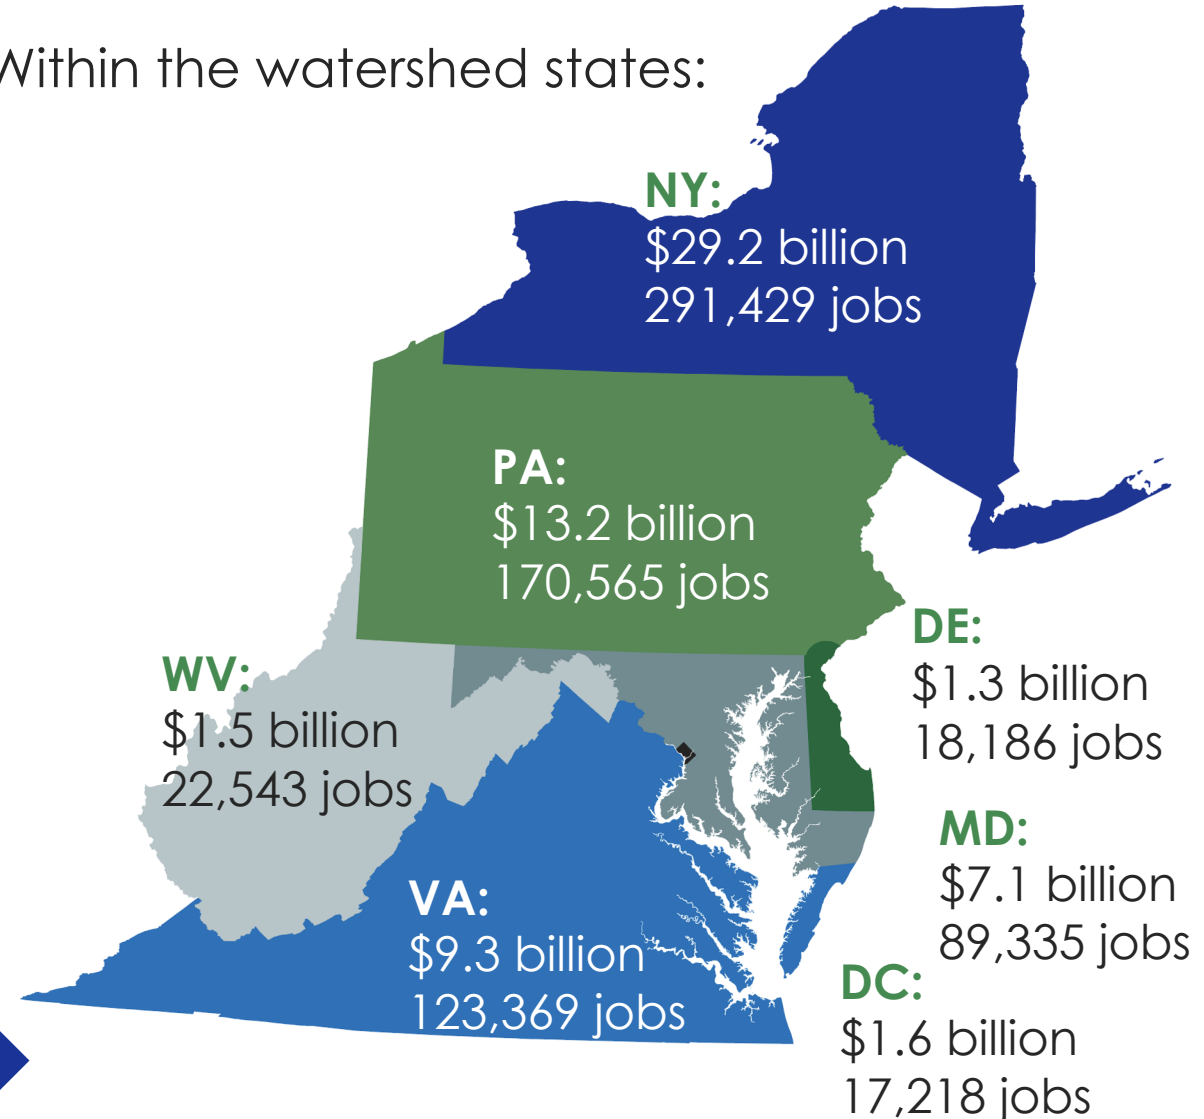 Within the watershed states:
NY:
$29.2 billion
291,429 jobs
PA:
$13.2 billion
170,565 jobs
DE:
$1.3 billion
18,186 jobs
WV:
$1.5 billion
22,543 jobs
MD:
$7.1 billion
89,335 jobs
VA:
$9.3 billion
123,369 jobs
DC:
$1.6 billion
17,218 jobs